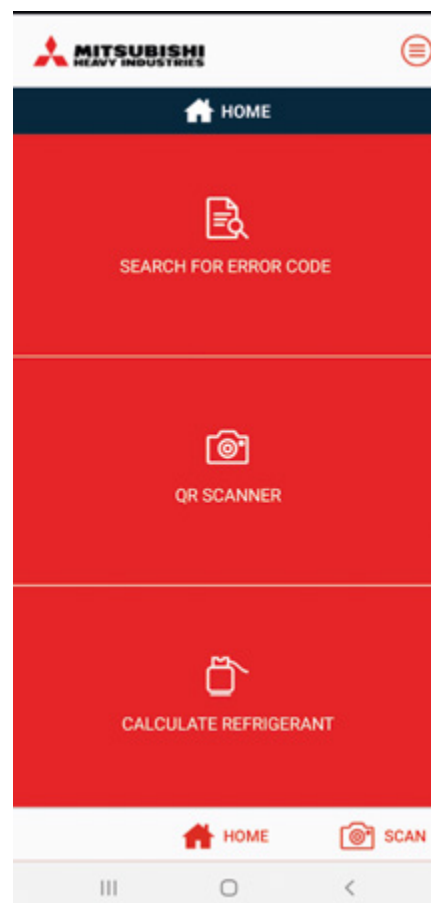 MITSUBISHI
HEAVY INDUSTRIES
HOME
SEARCH FOR ERROR CODE
QR SCANNER
CALCULATE REFRIGERANT
HOME
SCAN